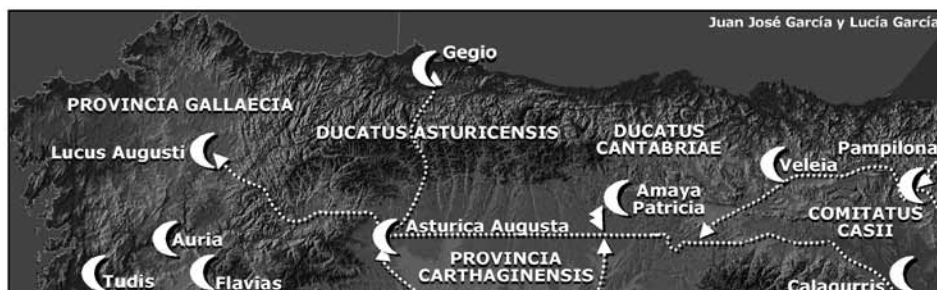 Juan José García y Lucía García
Gegio
PROVINCIA GALLAECIA
DUCATUS ASTURICENSIS
DUCATUS
CANTABRIAE
Lucus Augusti
Pampilona
Veleia
Amaya
Patricia
COMITATUS
CASII
Asturica Augusta
Auria
PROVINCIA
CARTHAGINENSIS
Tudis
Flavias
Calagurris